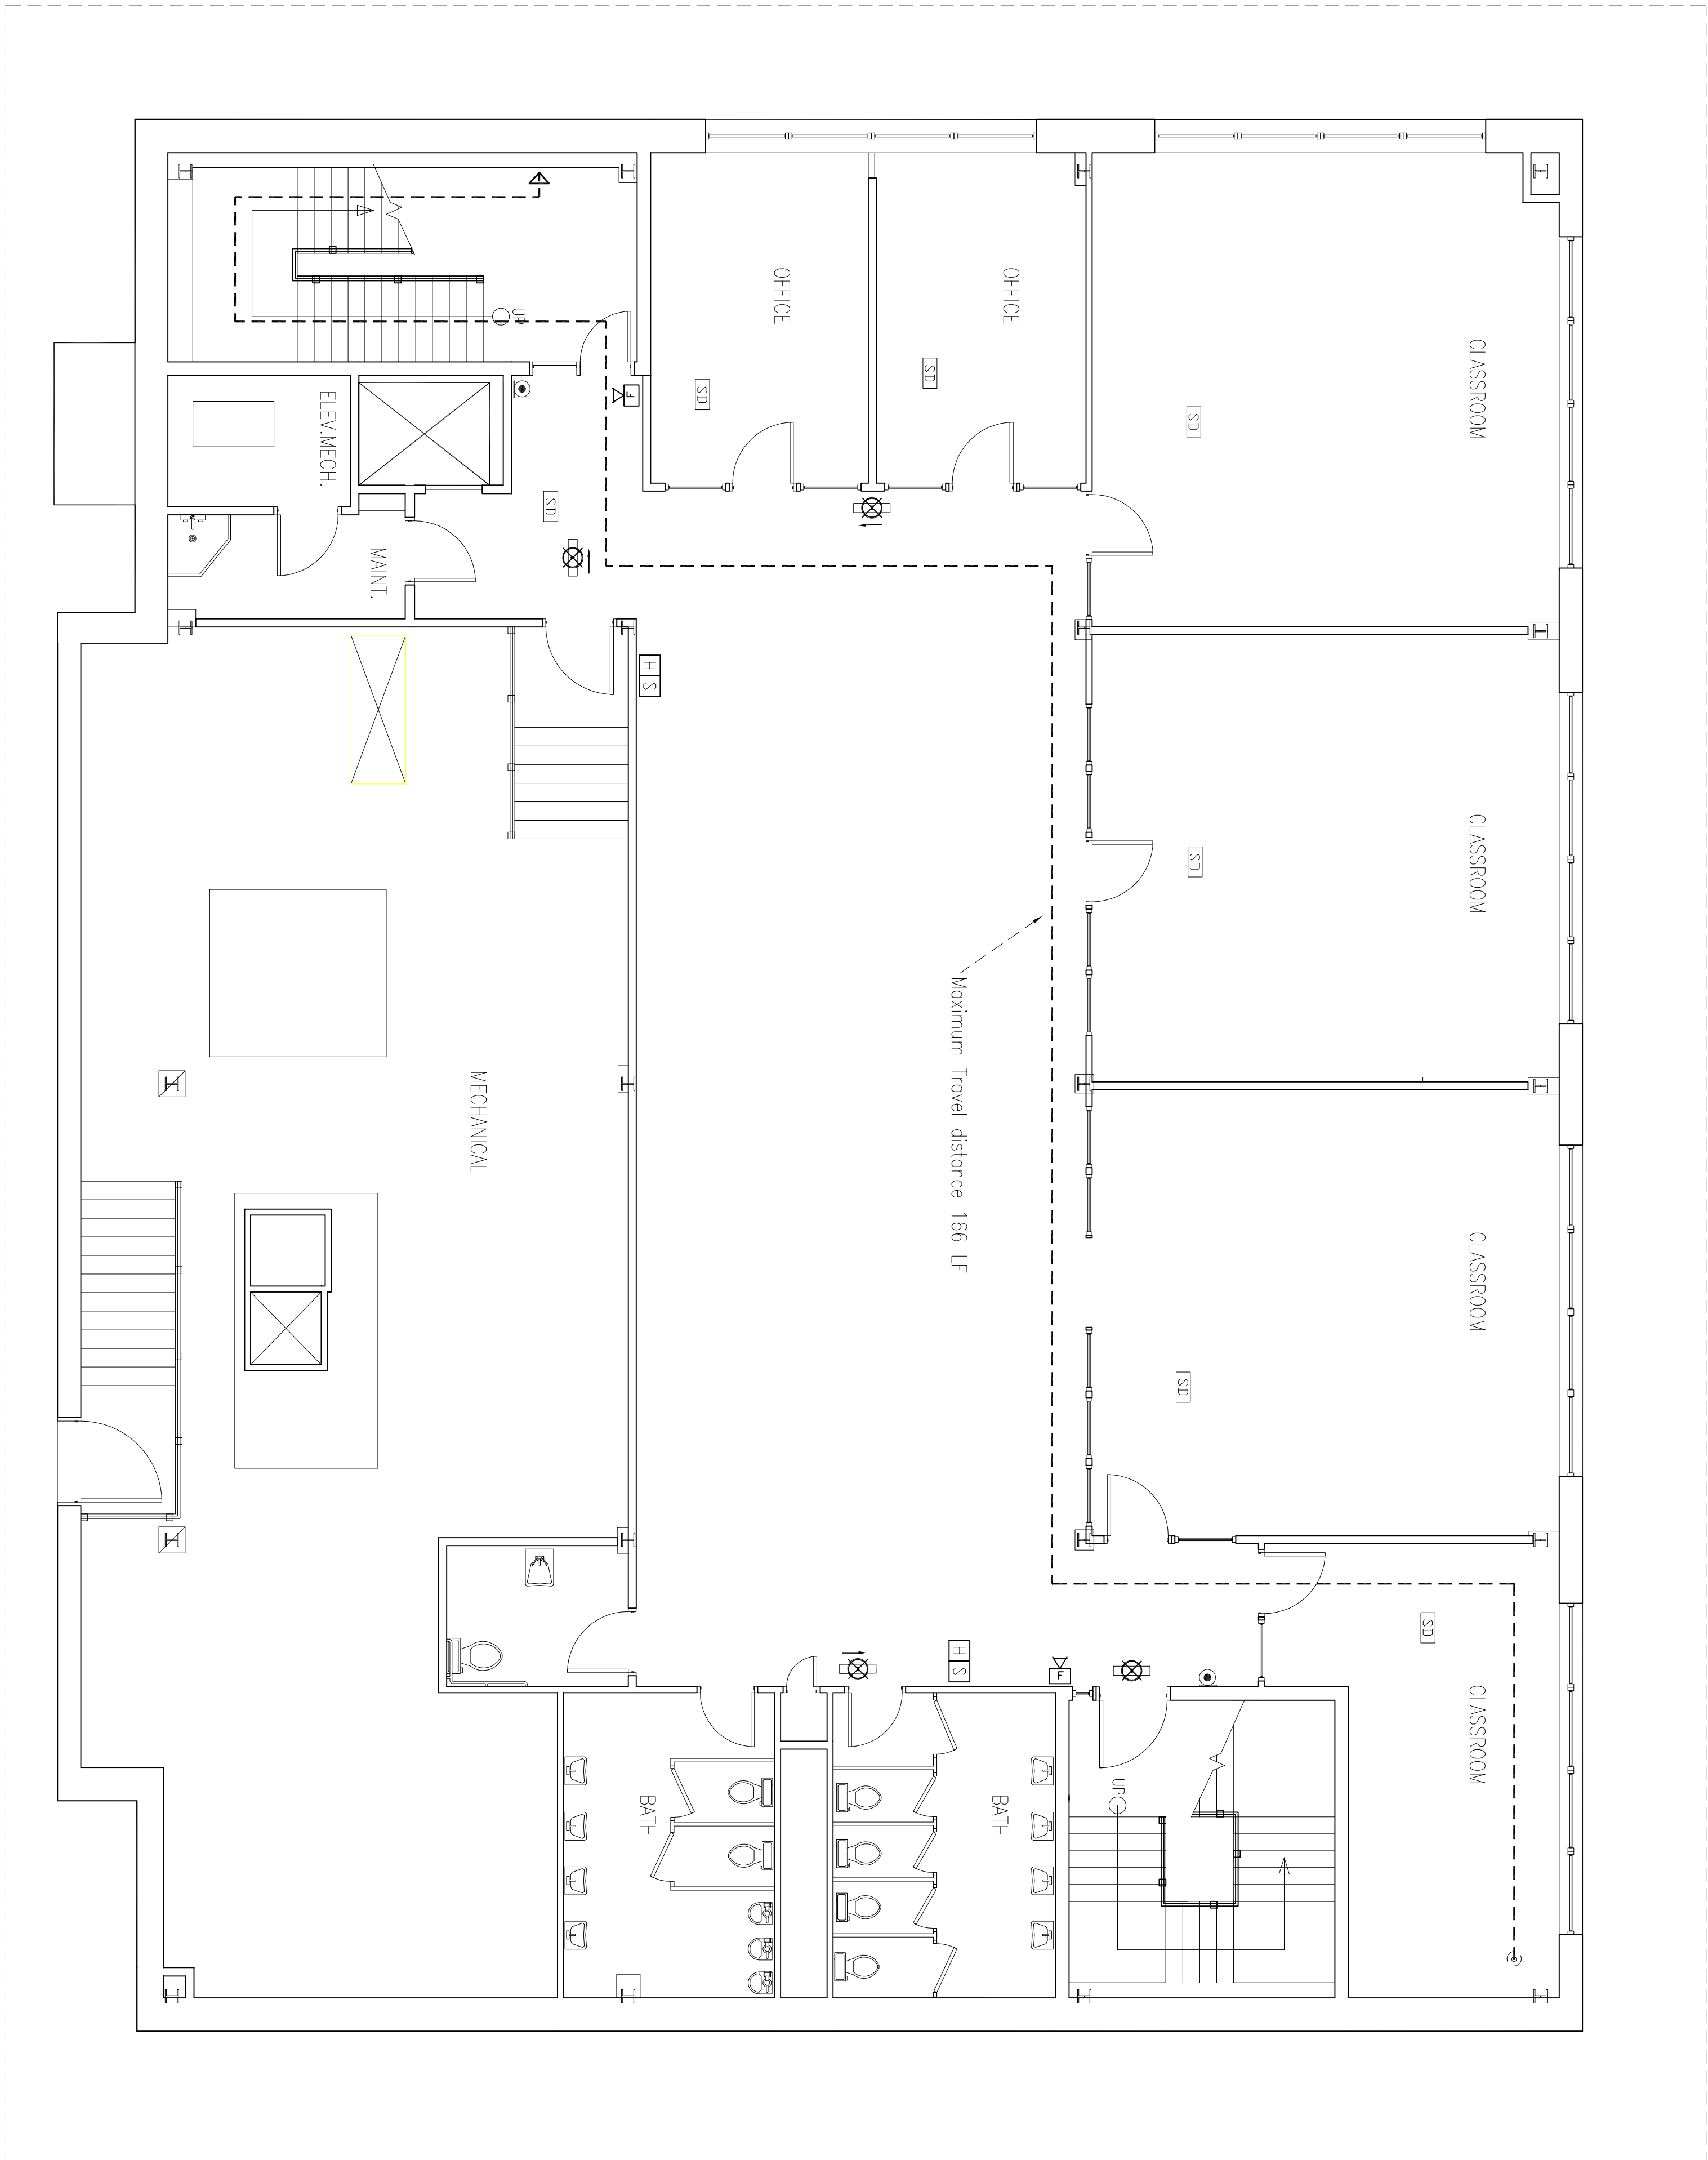 OFFICE
OFFICE
CLASSROOM
SD
SD
SD
UP
F
ELEV.MECH.
SD
MAINT.
H S
CLASSROOM
SD
Maximum Travel distance 166 LF
MECHANICAL
CLASSROOM
SD
SD
H S
F
CLASSROOM
UP
BATH
BATH